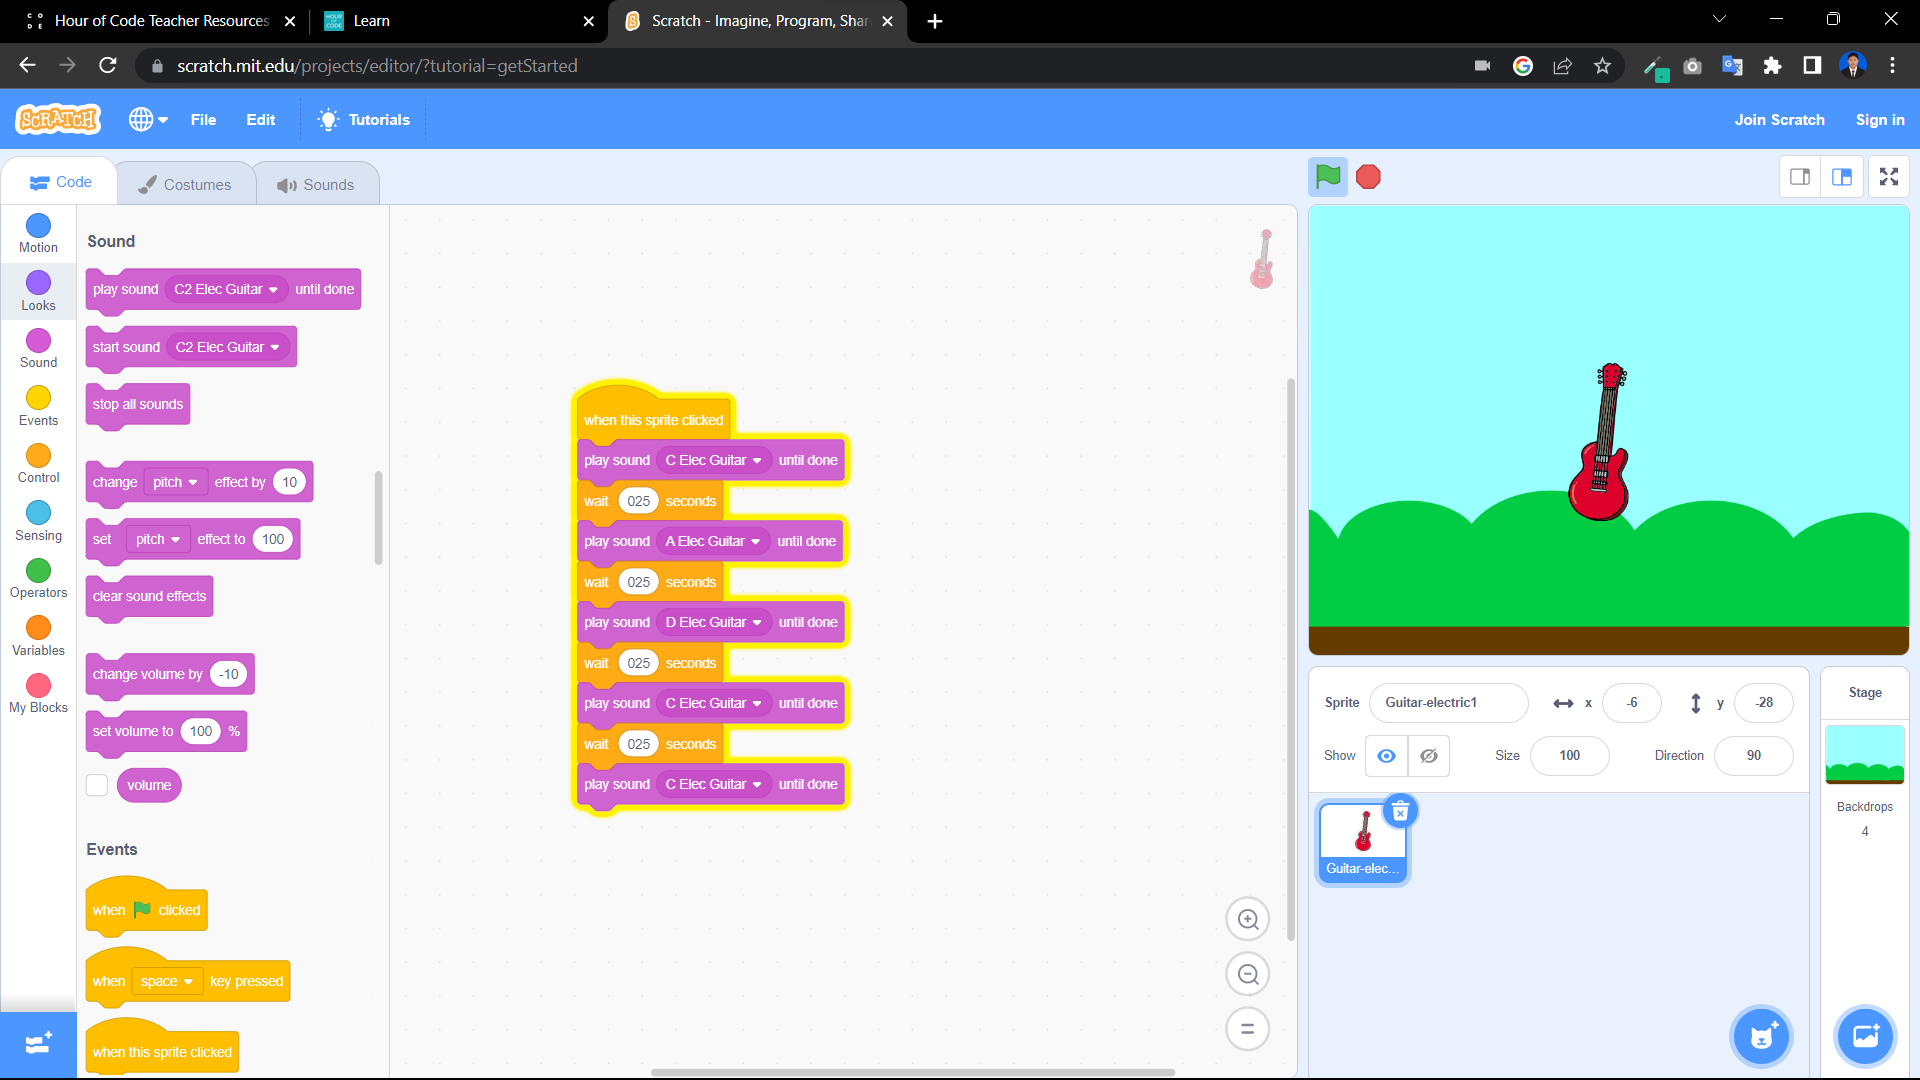 Hour of Code Teacher Resources
Learn
Scratch - Imagine, Program, Shar
scratch.mit.edu/projects/editor/?tutorial=getStarted
SCRATCH
File
Edit
Tutorials
Join Scratch
Sign in
Code
Costumes
Sounds
Motion
Looks
Sound
Events
Control
Sensing
Operators
Variables
My Blocks
Sound
play sound C2 Elec Guitar until done
start sound C2 Elec Guitar
stop all sounds
change pitch effect by 10
set pitch effect to 100
clear sound effects
change volume by -10
set volume to 100 %
volume
Events
when clicked
when space key pressed
when this sprite clicked
when this sprite clicked
play sound C Elec Guitar until done
wait 025 seconds
play sound A Elec Guitar until done
wait 025 seconds
play sound D Elec Guitar until done
wait 025 seconds
play sound C Elec Guitar until done
wait 025 seconds
play sound C Elec Guitar until done
Sprite Guitar-electric1 x -6 y -28
Show Size 100 Direction 90
Guitar-elec...
Stage
Backdrops
4